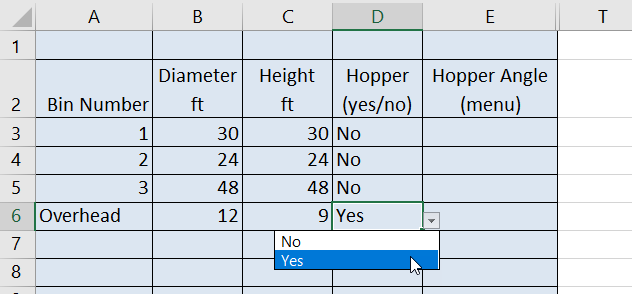 A B C D E T
1
2 Bin Number Diameter ft Height ft Hopper (yes/no) Hopper Angle (menu)
3 1 30 30 No
4 2 24 24 No
5 3 48 48 No
6 Overhead 12 9 Yes
7 No
Yes
8